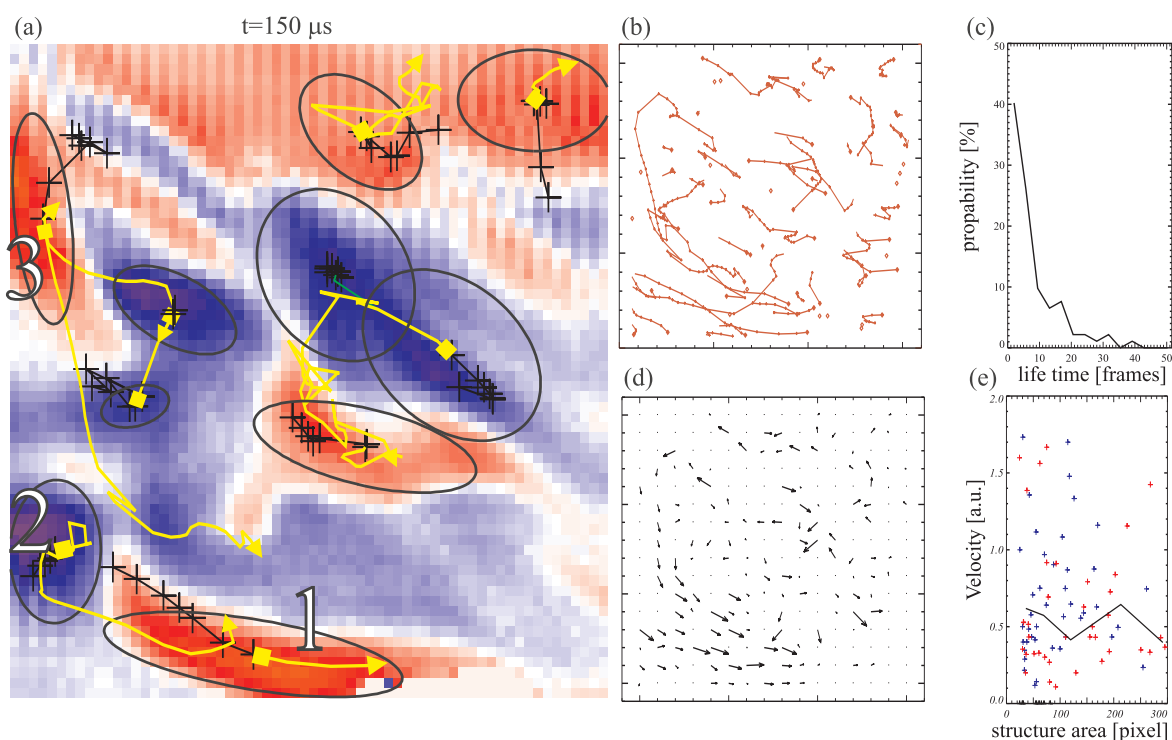 (a)
t=150 μs
(b)
(c)
3
2
1
50
40
30
20
10
0
propability [%]
0 10 20 30 40 50
life time [frames]
(d)
(e)
2.0
1.5
1.0
0.5
0.0
Velocity [a.u.]
0 100 200 300
structure area [pixel]